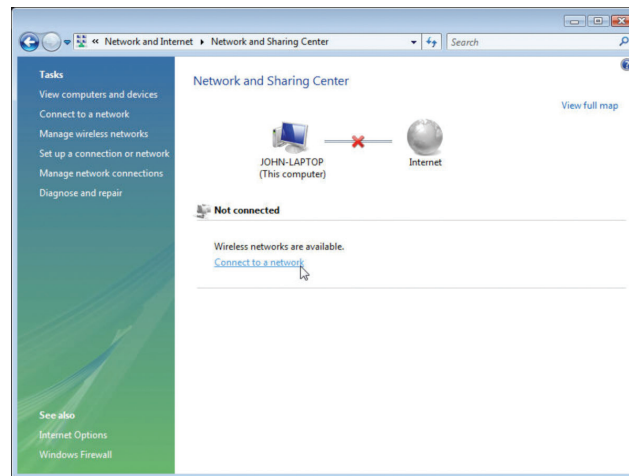 « Network and Internet ▸ Network and Sharing Center
Search
Tasks
View computers and devices
Connect to a network
Manage wireless networks
Set up a connection or network
Manage network connections
Diagnose and repair
See also
Internet Options
Windows Firewall
Network and Sharing Center
View full map
JOHN-LAPTOP
(This computer)
Internet
Not connected
Wireless networks are available.
Connect to a network